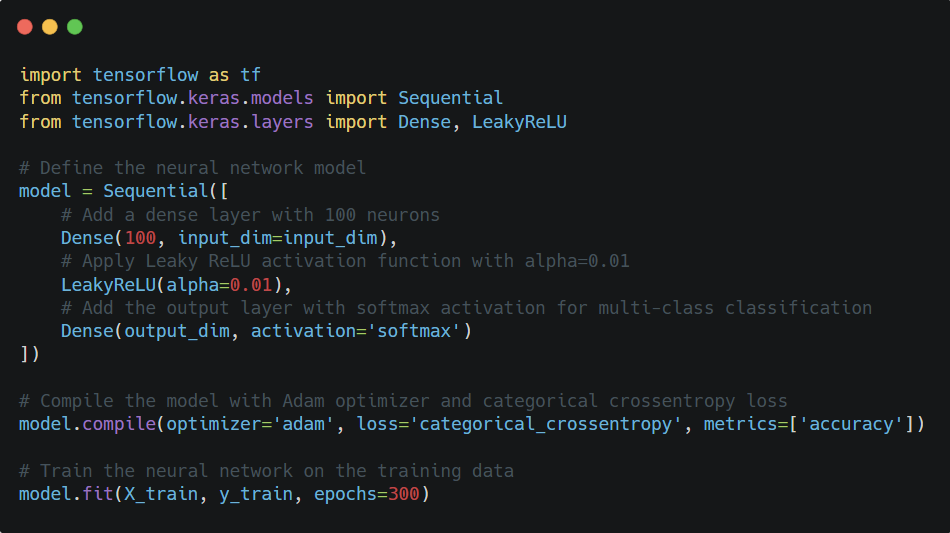 import tensorflow as tf
from tensorflow.keras.models import Sequential
from tensorflow.keras.layers import Dense, LeakyReLU

# Define the neural network model
model = Sequential([
    # Add a dense layer with 100 neurons
    Dense(100, input_dim=input_dim),
    # Apply Leaky ReLU activation function with alpha=0.01
    LeakyReLU(alpha=0.01),
    # Add the output layer with softmax activation for multi-class classification
    Dense(output_dim, activation='softmax')
])

# Compile the model with Adam optimizer and categorical crossentropy loss
model.compile(optimizer='adam', loss='categorical_crossentropy', metrics=['accuracy'])

# Train the neural network on the training data
model.fit(X_train, y_train, epochs=300)